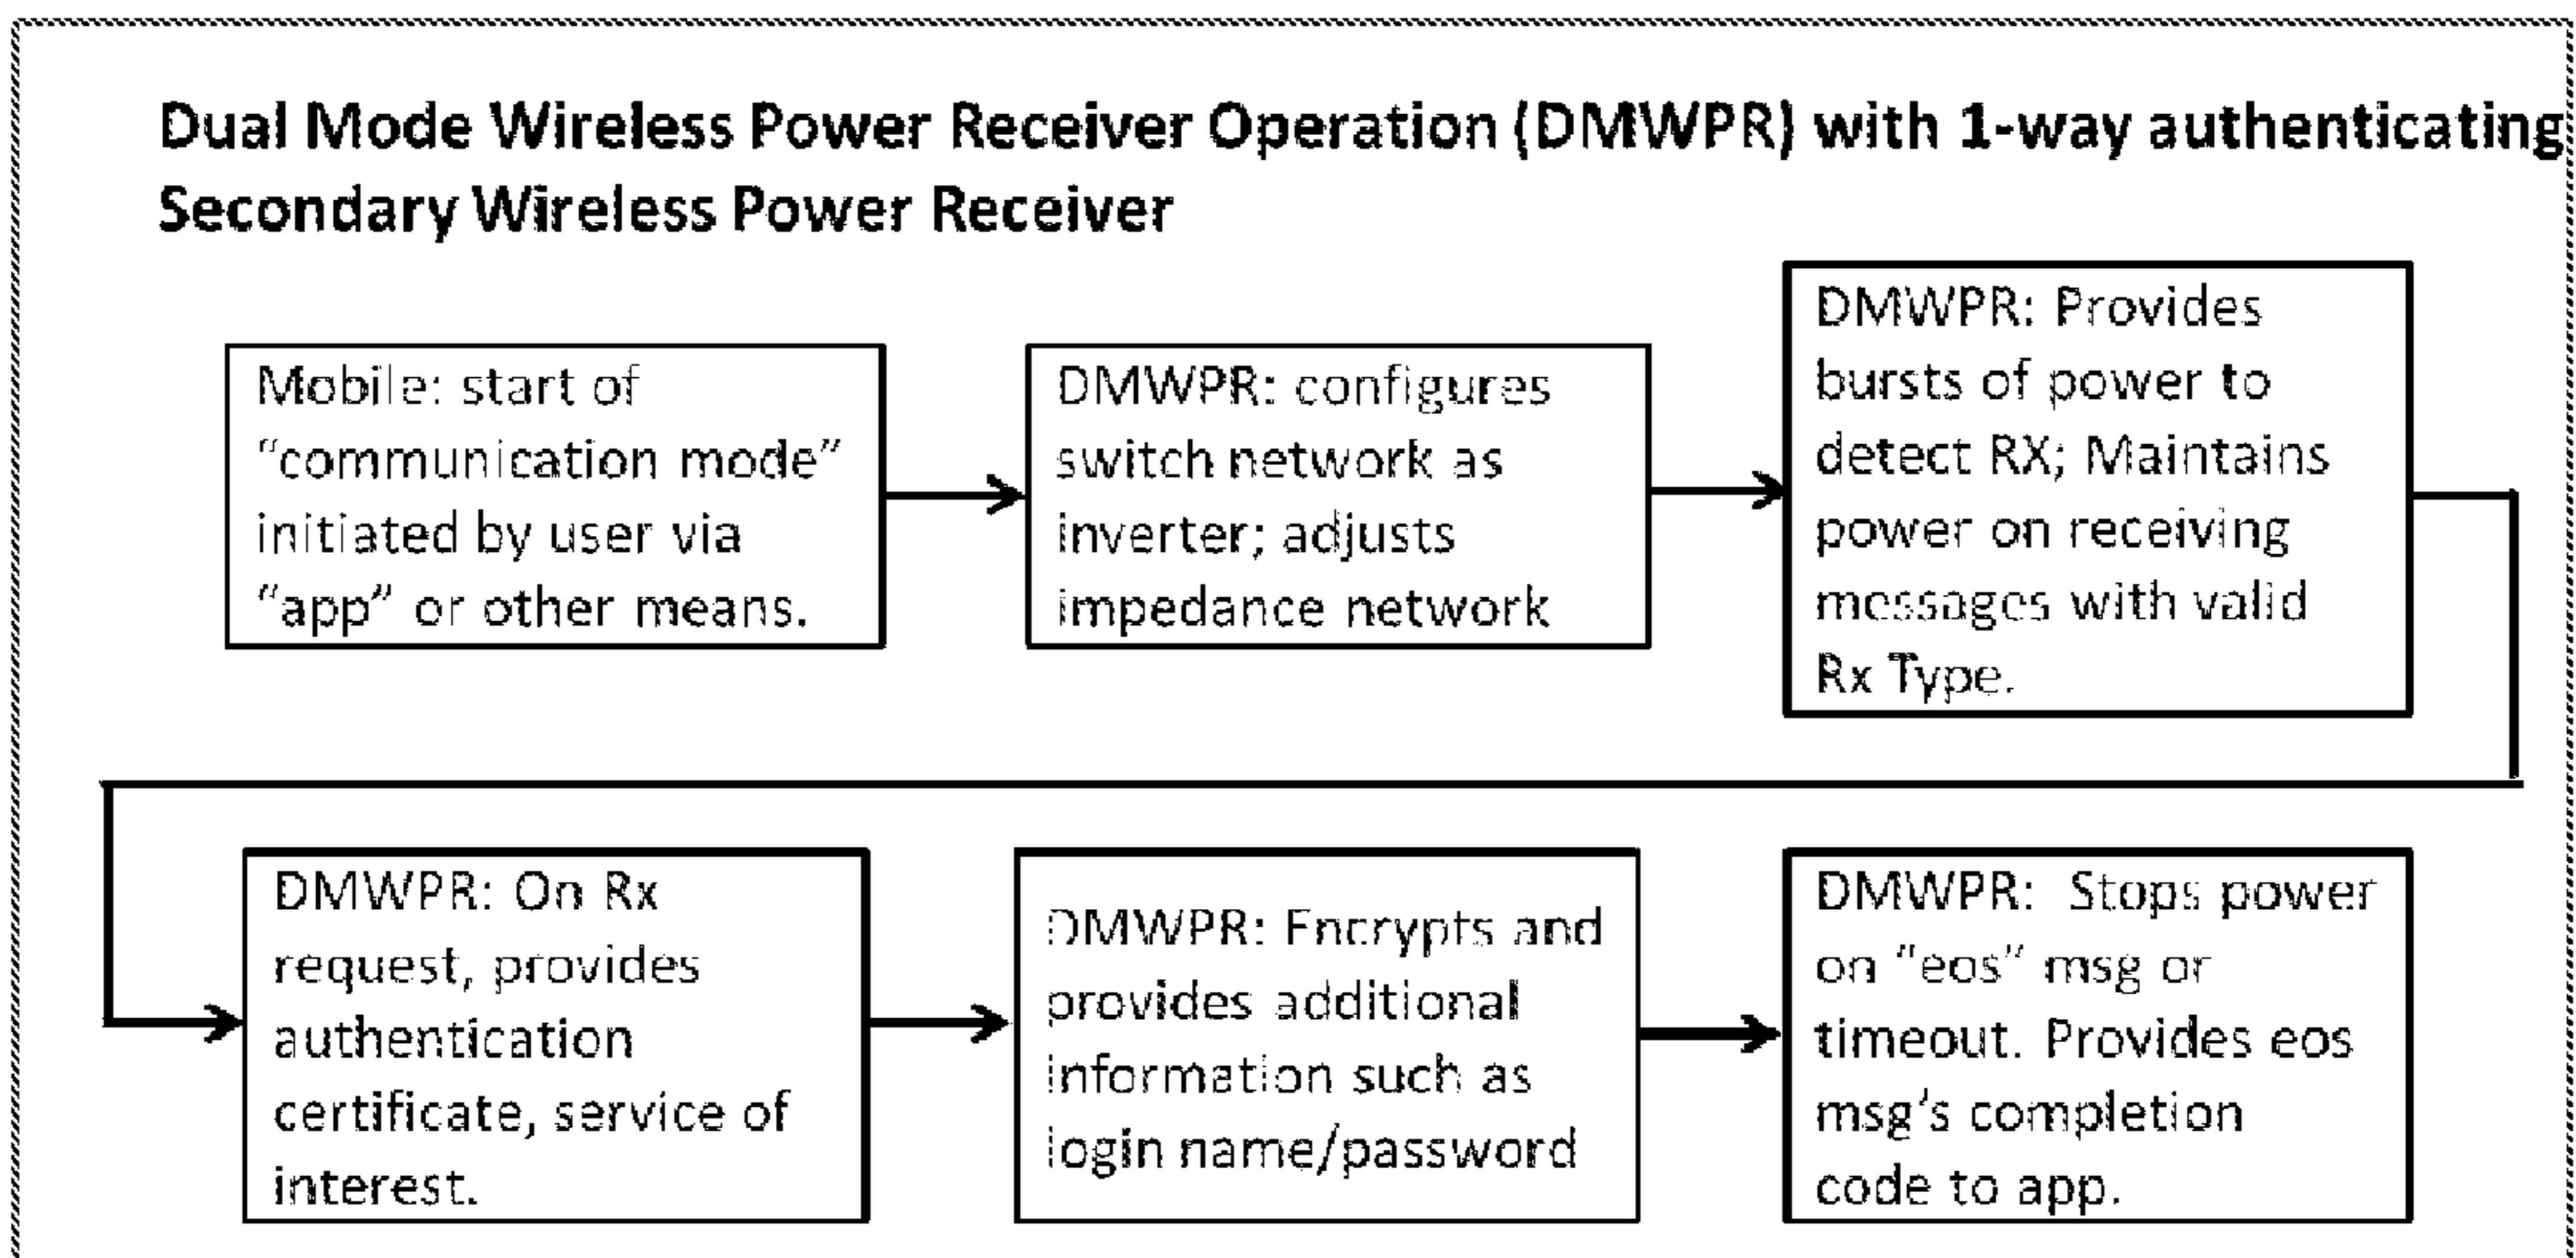 Dual Mode Wireless Power Receiver Operation (DMWPR) with 1-way authenticating
Secondary Wireless Power Receiver
Mobile: start of
“communication mode”
initiated by user via
“app” or other means.
DMWPR: configures
switch network as
inverter; adjusts
impedance network
DMWPR: Provides
bursts of power to
detect RX; Maintains
power on receiving
messages with valid
Rx Type.
DMWPR: On Rx
request, provides
authentication
certificate, service of
interest.
DMWPR: Encrypts and
provides additional
information such as
login name/password
DMWPR: Stops power
on “eos” msg or
timeout. Provides eos
msg’s completion
code to app.